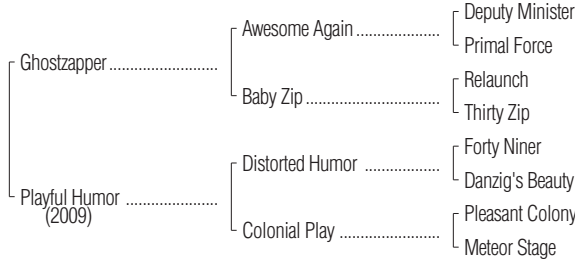 Deputy Minister
Awesome Again ....................
Primal Force
Ghostzapper ..........................
Relaunch
Baby Zip ................................
Thirty Zip
Forty Niner
Distorted Humor ..................
Danzig's Beauty
Playful Humor .....................
(2009)
Pleasant Colony
Colonial Play ........................
Meteor Stage